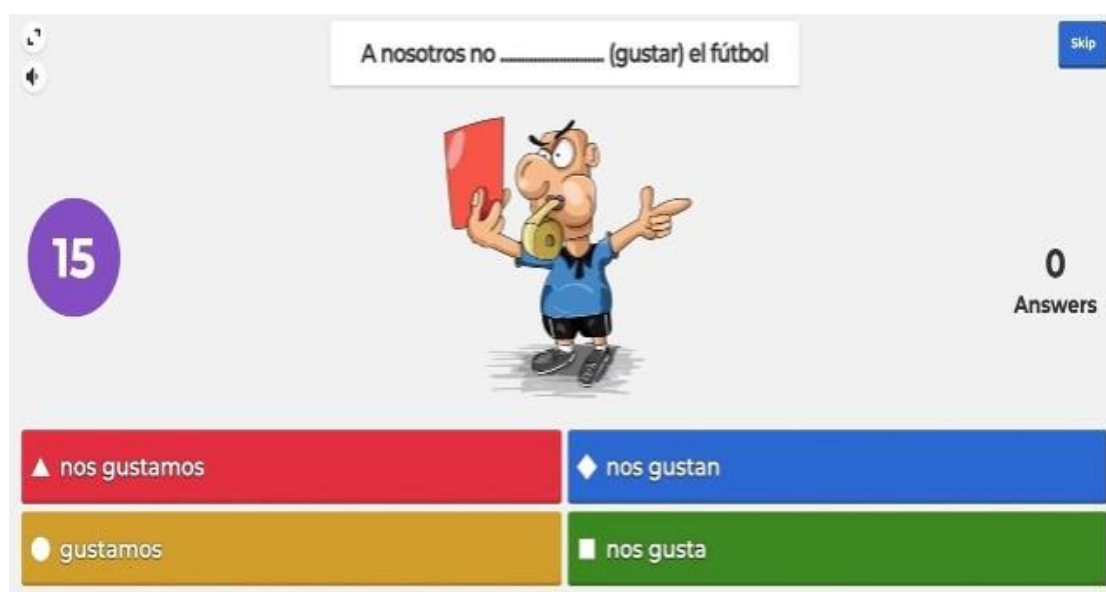 A nosotros no .................... (gustar) el fútbol
Skip
15
0
Answers
nos gustamos
nos gustan
gustamos
nos gusta